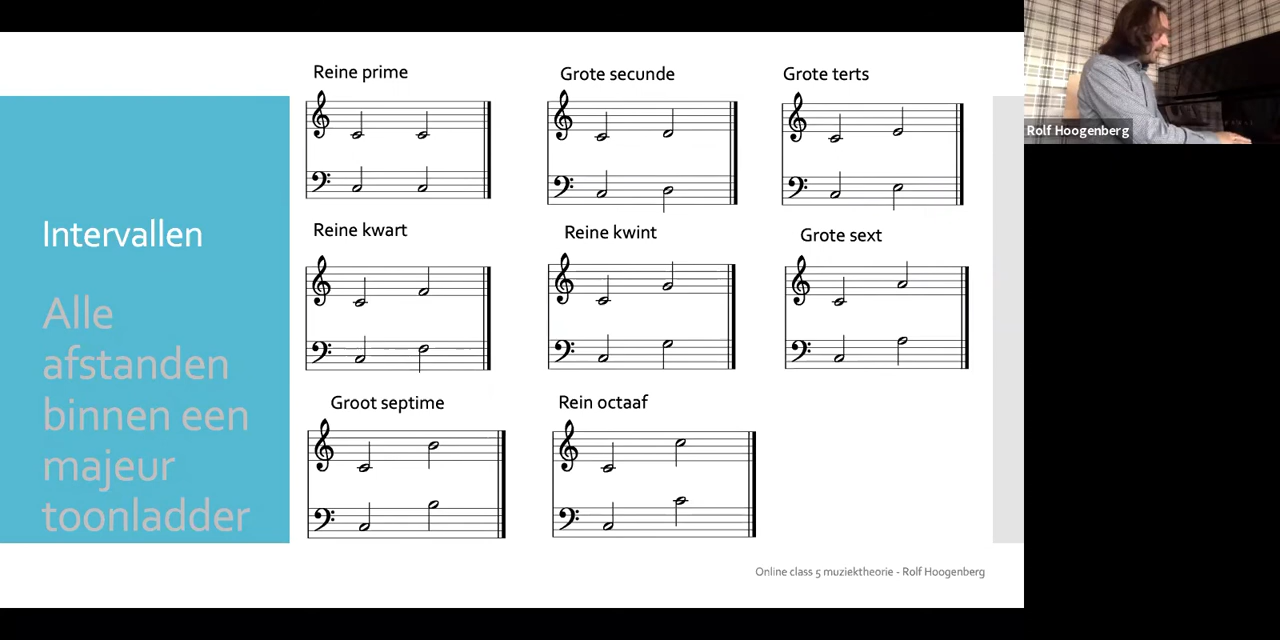 Reine prime
Grote secunde
Grote terts
Rolf Hoogenberg
Reine kwart
Reine kwint
Grote sext
Intervallen
Alle
afstanden
binnen een
majeur
toonladder
Groot septime
Rein octaaf
Online class 5 muziektheorie - Rolf Hoogenberg